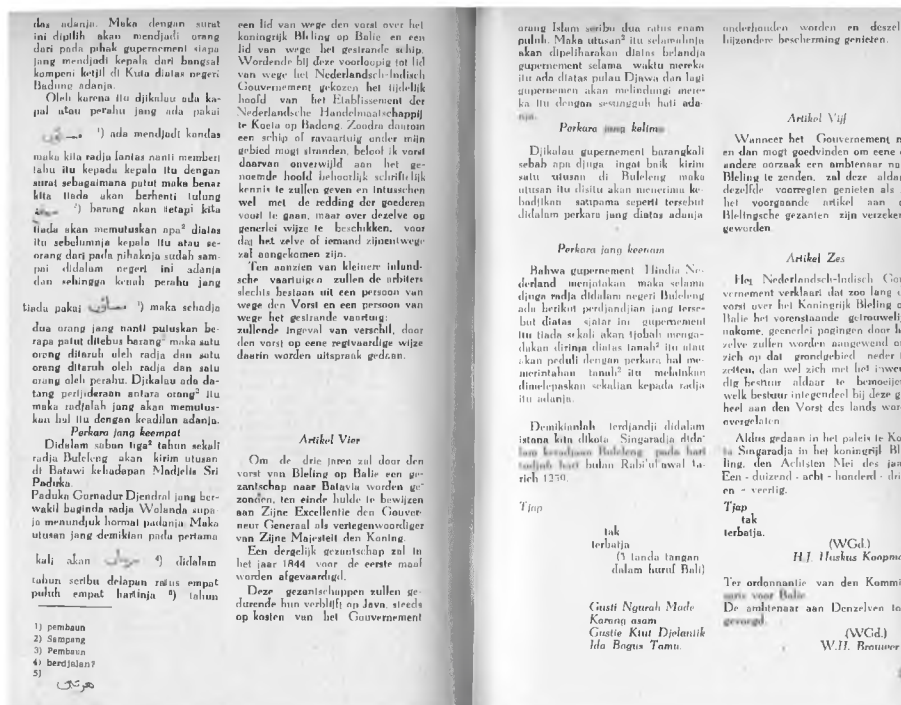 das adanja. Maka dengan surat
ini dipilih akan mendjadi orang
dari pada pihak gupernement siapa
jang mendjadi kepala dari bangsal
kompeni ketjil di Kuta diatas negeri
Badung adanja.
Oleh karena itu djikalau ada ka-
pal atau perahu jang ada pakai
¹) ada mendjadi kandas
maka kita radja lantas nanti memberi
tahu itu kepada kepala itu dengan
surat sebagaimana patut maka benar
kita tiada akan berhenti tulung
²) barang akan tetapi kita
tiada akan memutuskan apa² diatas
itu sebelumnja kepala itu atau se-
orang dari pada pihaknja sudah sam-
pai didalam negeri ini adanja
dan sehingga kenah perahu jang
tiada pakai ³) maka sehadja
dua orang jang nanti putuskan be-
rapa patut ditebus barang² maka satu
orang ditaruh oleh radja dan satu
orang oleh perahu. Djikalau ada da-
tang perljideraan antara orang² itu
maka radjalah jang akan memutus-
kan hal itu dengan keadilan adanja.
Perkara jang keempat
Didalam saban tiga² tahun sekali
radja Buleleng akan kirim utusan
di Batawi kehadapan Madjelis Sri
Paduka.
Paduka Gornadur Djendral jang ber-
wakil baginda radja Wolanda supa-
ja menundjuk hormat padanja. Maka
utusan jang demikian pada pertama
kali akan ⁴) didalam
tahun seribu delapan ratus empat
puluh empat hariinja ⁵) tahun
1) pembaun
2) Sampang
3) Pembaun
4) berdjalan?
5)
een lid van wege den vorst over het
koningrijk Bliling op Balie en een
lid van wege het gestrande schip.
Wordende bij deze voorloopig tot lid
van wege het Nederlandsch-Indisch
Gouvernement gekozen het tijdelijk
hoofd van het Etablissement der
Nederlandsche Handelmaatschappij
te Koeta op Badong. Zoodra daarom
een schip of ravaartuig onder mijn
gebied mogt stranden, beloof ik vorst
daarvan onverwijld aan het ge-
noemde hoofd behoorlijk schriftelijk
kennis te zullen geven en intusschen
wel met de redding der goederen
voort te gaan, maar over dezelve op
generlei wijze te beschikken, voor
dat het zelve of iemand zijnentwege
zal aangekomen zijn.
Ten aanzien van kleinere inlund-
sche vaartuigen zullen de arbiters
slechts bestaan uit een persoon van
wege den Vorst en een persoon van
wege het gestrande vaartuig:
zullende ingeval van verschil, door
den vorst op eene regtvaardige wijze
daarin worden uitspraak gedaan.
Artikel Vier
Om de drie jaren zal door den
vorst van Bleling op Balie een ge-
zantschap naar Batavia worden ge-
zonden, ten einde hulde te bewijzen
aan Zijne Excellentie den Gouver-
neur Generaal als vertegenwoordiger
van Zijne Majesteit den Koning.
Een dergelijk gezantschap zal in
het jaar 1844 voor de eerste maal
worden afgevaardigd.
Deze gezantschappen zullen ge-
durende hun verblijf op Java, steeds
op kosten van het Gouvernement
orang Islam seribu dua ratus enam
puluh. Maka utusan² itu selamalanja
akan dipeliharakan diatas belandja
gupernement selama waktu mereka
itu ada diatas pulau Djawa dan lagi
gupernemen akan melindungi mere-
ka itu dengan sesungguh hati ada-
nja.
Perkara jang kelima
Djikalau gupernement barangkali
sebab apa djuga ingat baik kirim
satu utusan di Buleleng maka
utusan itu disitu akan menerima ke-
badjikan satupama seperti tersebut
didalam perkara jang diatas adanja
Perkara jang keenam
Bahwa gupernement Hindia Ne-
derland menjatakan maka selama
djuga radja didalam negeri Buleleng
ada berikut perdjandjian jang terse-
but diatas sjatar ini gupernement
itu tiada sekali akan tjobah menga-
dukan dirinja diatas tanah² itu atau
akan peduli dengan perkara hal me-
merintahan tanah² itu melainkan
dimelepaskan sekalian kepada radja
itu adanja.
Demikianlah terdjandji didalam
istana kita dikota Singaradja dida-
lam keradjaan Buleleng pada hari
tudjuh hari bulan Rabi'ul'awal ta-
rich 1250.
Tjap
tak
terbatja
(³ tanda tangan
dalam huruf Bali)
Gusti Ngurah Made
Karang asam
Gustie Ktut Djelantik
Ida Bagus Tamu.
onderhouden worden en deszel
bijzondere bescherming genieten.
Artikel Vijf
Wanneer het Gouvernement
en dan mogt goedvinden om eene
andere oorzaak een ambtenaar na
Bleling te zenden, zal deze aldaa
dezelfde voorregten genieten als
het voorgaande artikel aan
Blelingsche gezanten zijn verzeker
geworden
Artikel Zes
Het Nederlandsch-Indisch Gou
vernement verklaart dat zoo lang
vorst over het Koningrijk Bleling
Balie het vorenstaande getrouwelij
nakome, geenerlei pogingen door h
zelve zullen worden aangewend o
zich op dat grondgebied neder
zetten, dan wel zich met het inwen
dig bestuur aldaar te bemoeijen
welk bestuur integendeel bij deze g
heel aan den Vorst des lands wor
overgelaten
Aldus gedaan in het paleis te Ko
ta Singaradja in het koningrijk Bl
ling, den Achtsten Mei des jaa
Een - duizend - acht - honderd - dri
en - veertig.
Tjap
tak
terbatja.
(WGd.)
H.J. Huskus Koopma
Ter ordonnantie van den Kommi
saris voor Balie
De ambtenaar aan Denzelven to
gevoegd.
(WGd.)
W.H. Brouwer